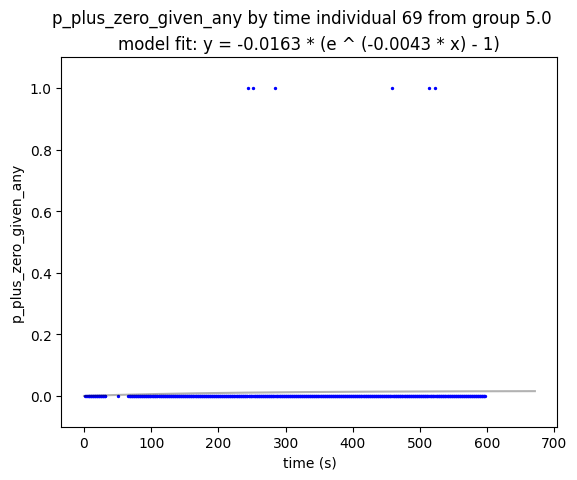 p_plus_zero_given_any by time individual 69 from group 5.0
model fit: y = -0.0163 * (e ^ (-0.0043 * x) - 1)
1.0
0.8
0.6
0.4
0.2
0.0
p_plus_zero_given_any
0 100 200 300 400 500 600 700
time (s)